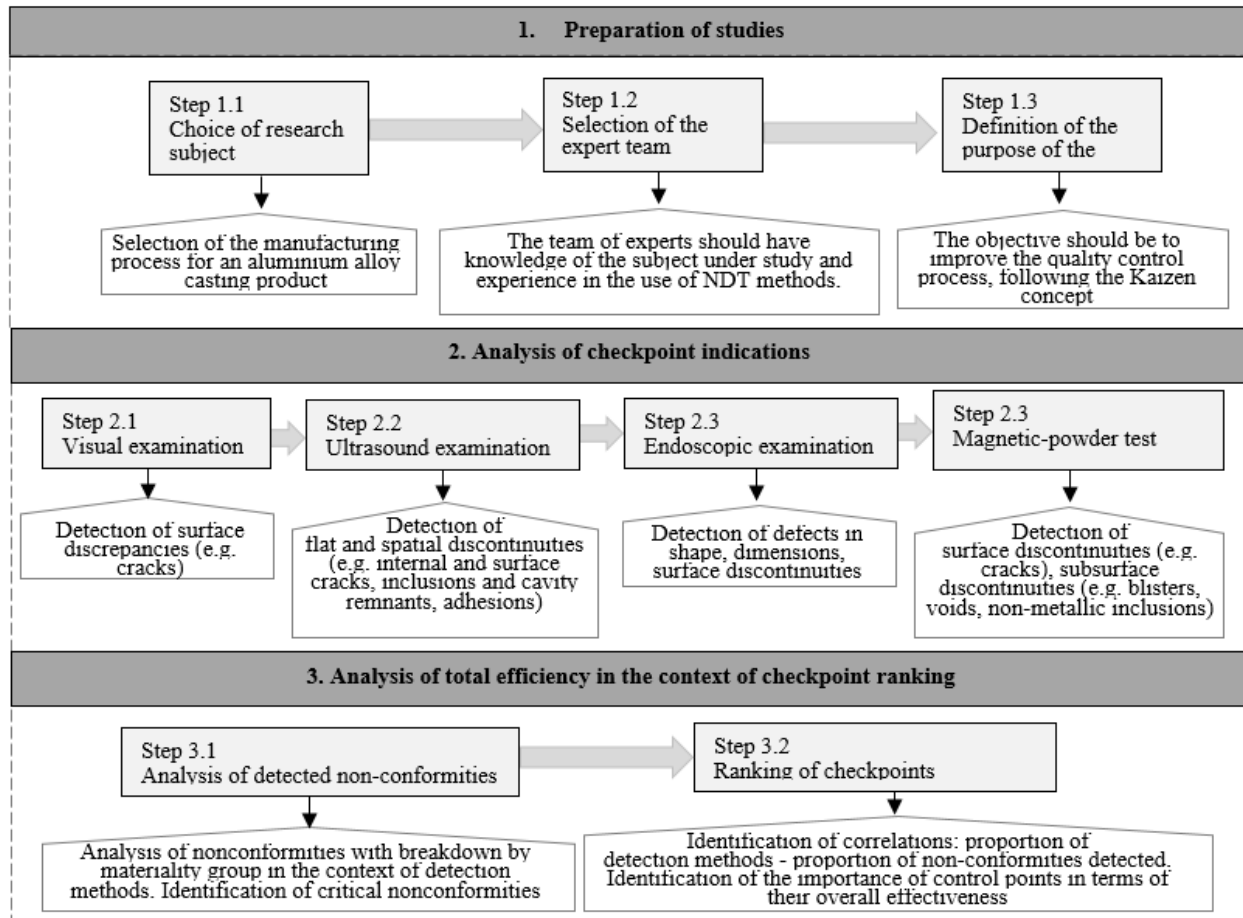 1. Preparation of studies
Step 1.1
Choice of research
subject
Step 1.2
Selection of the
expert team
Step 1.3
Definition of the
purpose of the
Selection of the manufacturing
process for an aluminium alloy
casting product
The team of experts should have
knowledge of the subject under study and
experience in the use of NDT methods.
The objective should be to
improve the quality control
process, following the Kaizen
concept
2. Analysis of checkpoint indications
Step 2.1
Visual examination
Step 2.2
Ultrasound examination
Step 2.3
Endoscopic examination
Step 2.3
Magnetic-powder test
Detection of surface
discrepancies (e.g.
cracks)
Detection of
flat and spatial discontinuities
(e.g. internal and surface
cracks, inclusions and cavity
remnants, adhesions)
Detection of defects in
shape, dimensions,
surface discontinuities
Detection of
surface discontinuities (e.g.
cracks), subsurface
discontinuities (e.g. blisters,
voids, non-metallic inclusions)
3. Analysis of total efficiency in the context of checkpoint ranking
Step 3.1
Analysis of detected non-conformities
Step 3.2
Ranking of checkpoints
Analysis of nonconformities with breakdown by
materiality group in the context of detection
methods. Identification of critical nonconformities
Identification of correlations: proportion of
detection methods - proportion of non-conformities detected.
Identification of the importance of control points in terms of
their overall effectiveness